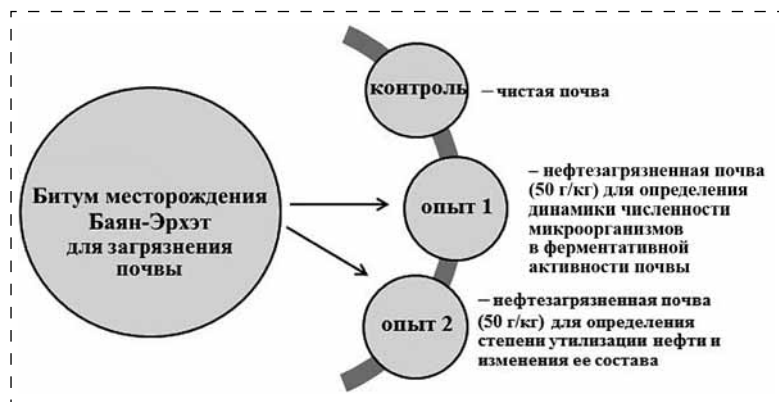 Битум месторождения
Баян-Эрхэт
для загрязнения
почвы
контроль
– чистая почва
опыт 1
– нефтезагрязненная почва
(50 г/кг) для определения
динамики численности
микроорганизмов
в ферментативной
активности почвы
опыт 2
– нефтезагрязненная почва
(50 г/кг) для определения
степени утилизации нефти и
изменения ее состава